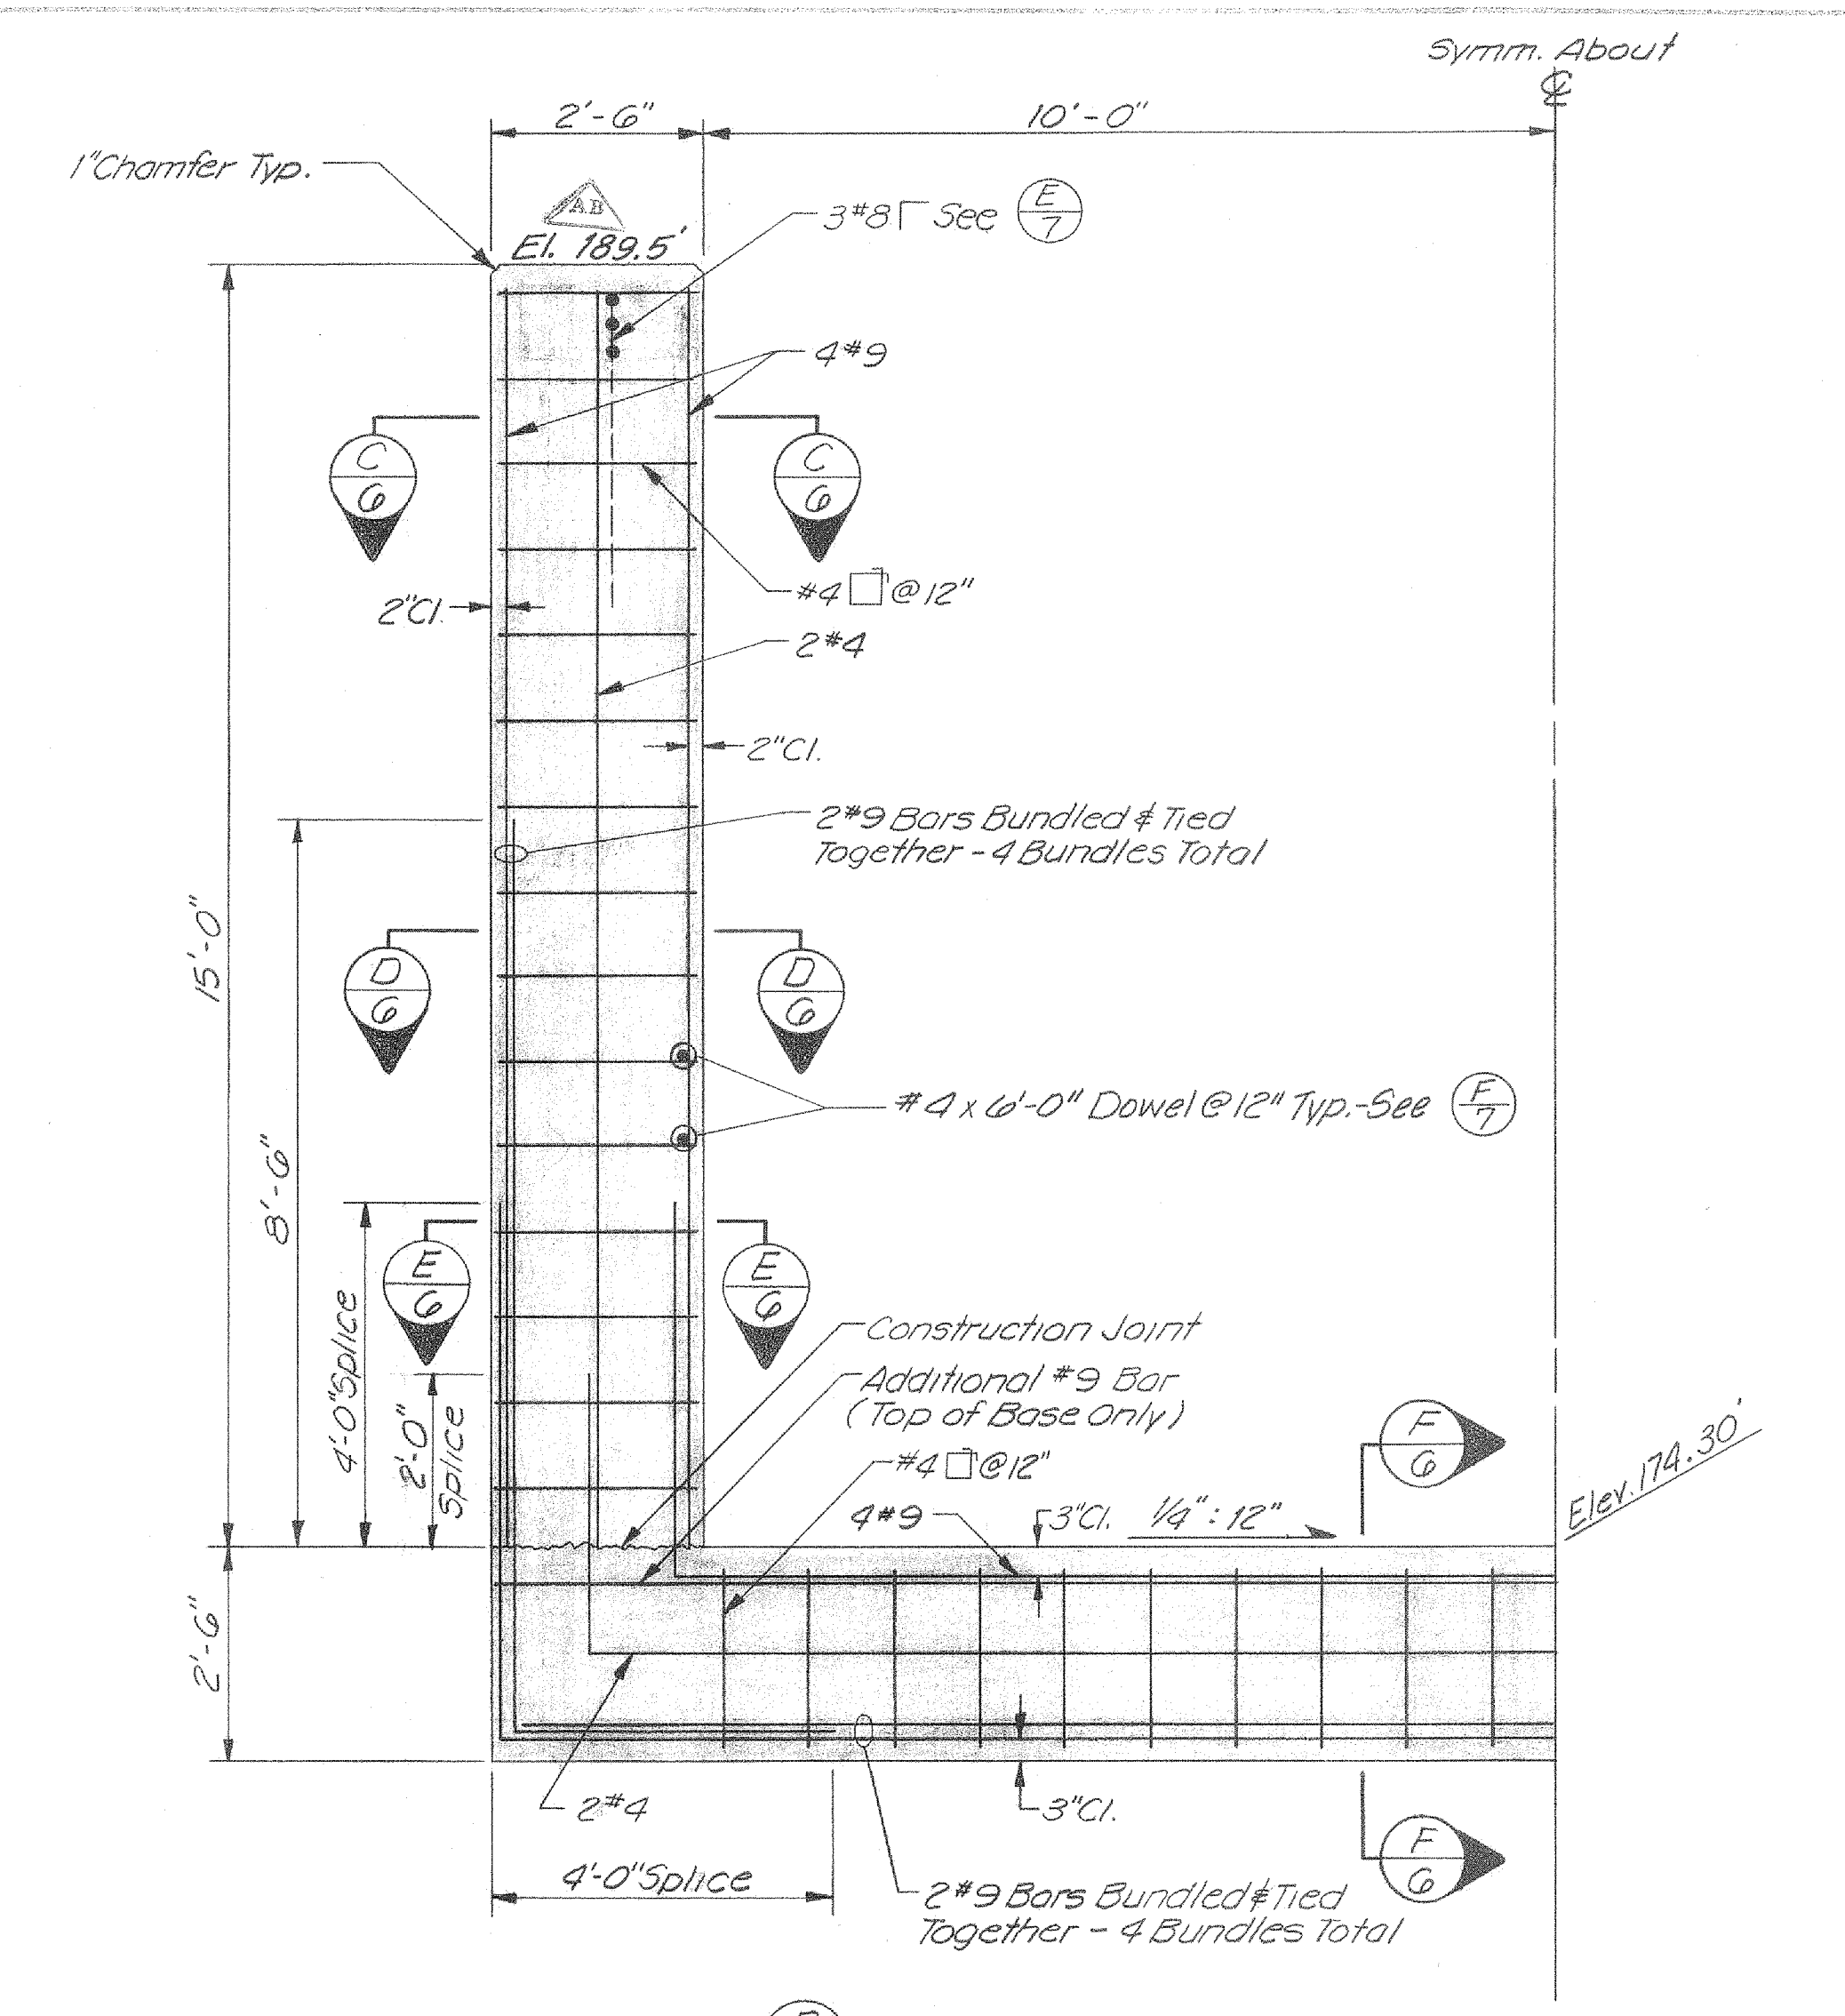 Symm. About
℄
2'-6"
10'-0"
1"Chamfer Typ.
AB
El. 189.5'
3#8 See
E
7
4#9
C
6
C
6
#4 @12"
2"Cl.
2#4
2"Cl.
2#9 Bars Bundled & Tied
Together - 4 Bundles Total
15'-0"
D
6
D
6
#4 x 6'-0" Dowel @ 12" Typ.-See
F
7
8'-6"
E
6
E
6
4'-0" Splice
2'-0"
Splice
Construction Joint
Additional #9 Bar
(Top of Base Only)
#4 @12"
4#9
3"Cl.
1/4" : 12"
F
6
Elev. 174.30'
2'-6"
2#4
3"Cl.
4'-0" Splice
F
6
2#9 Bars Bundled & Tied
Together - 4 Bundles Total